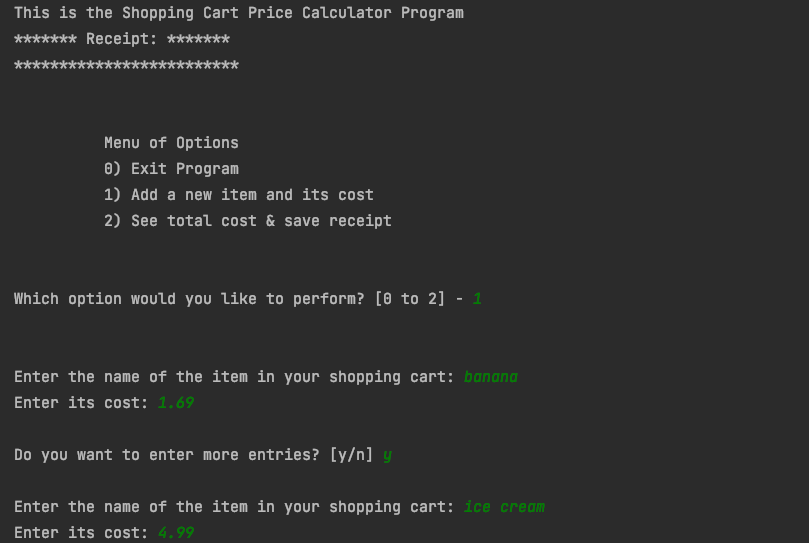 This is the Shopping Cart Price Calculator Program
******* Receipt: *******
*************************
Menu of Options
0) Exit Program
1) Add a new item and its cost
2) See total cost & save receipt
Which option would you like to perform? [0 to 2] - 1
Enter the name of the item in your shopping cart: banana
Enter its cost: 1.69
Do you want to enter more entries? [y/n] y
Enter the name of the item in your shopping cart: ice cream
Enter its cost: 4.99